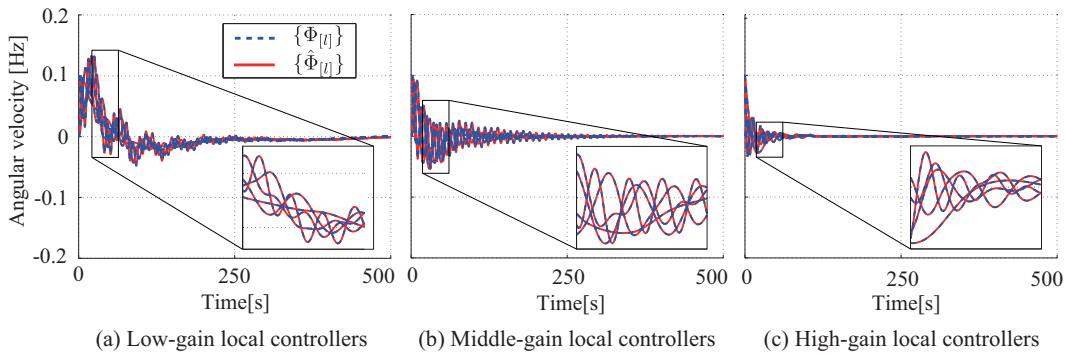 Angular velocity [Hz]
0.2
0.1
0
-0.1
-0.2
{Φ[l]}
{Φ̂[l]}
0 250 500
0 250 500
0 250 500
Time[s]
Time[s]
Time[s]
(a) Low-gain local controllers
(b) Middle-gain local controllers
(c) High-gain local controllers